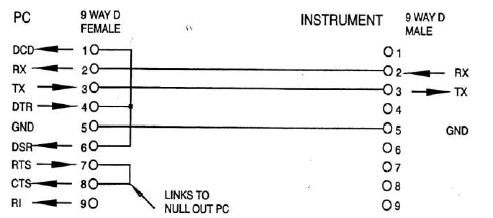 PC 9 WAY D FEMALE INSTRUMENT 9 WAY D MALE
DCD 1 1
RX 2 2 RX
TX 3 3 TX
DTR 4 4
GND 5 5 GND
DSR 6 6
RTS 7 7
CTS 8 8
RI 9 9
LINKS TO
NULL OUT PC